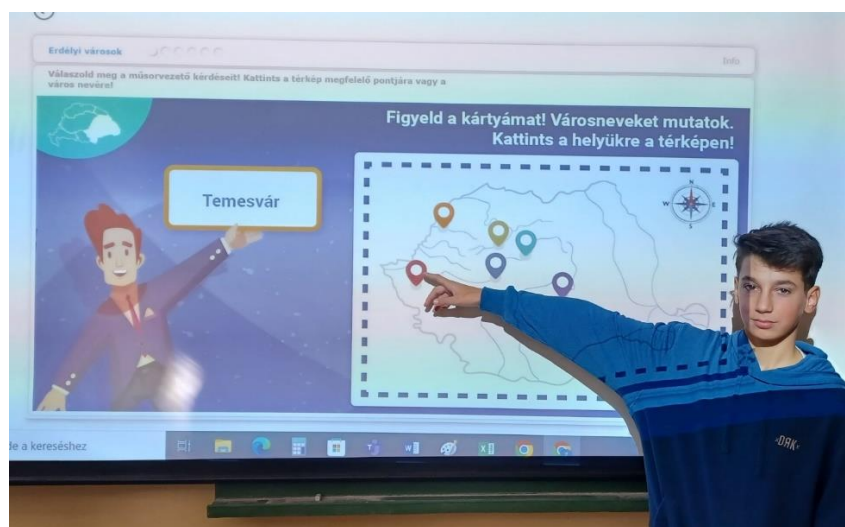 Erdélyi városok
Info
Válaszold meg a műsorvezető kérdéseit! Kattints a térkép megfelelő pontjára vagy a
város nevére!
Figyeld a kártyámat! Városneveket mutatok.
Kattints a helyükre a térképen!
Temesvár
N
W E
S
de a kereséshez
DRK